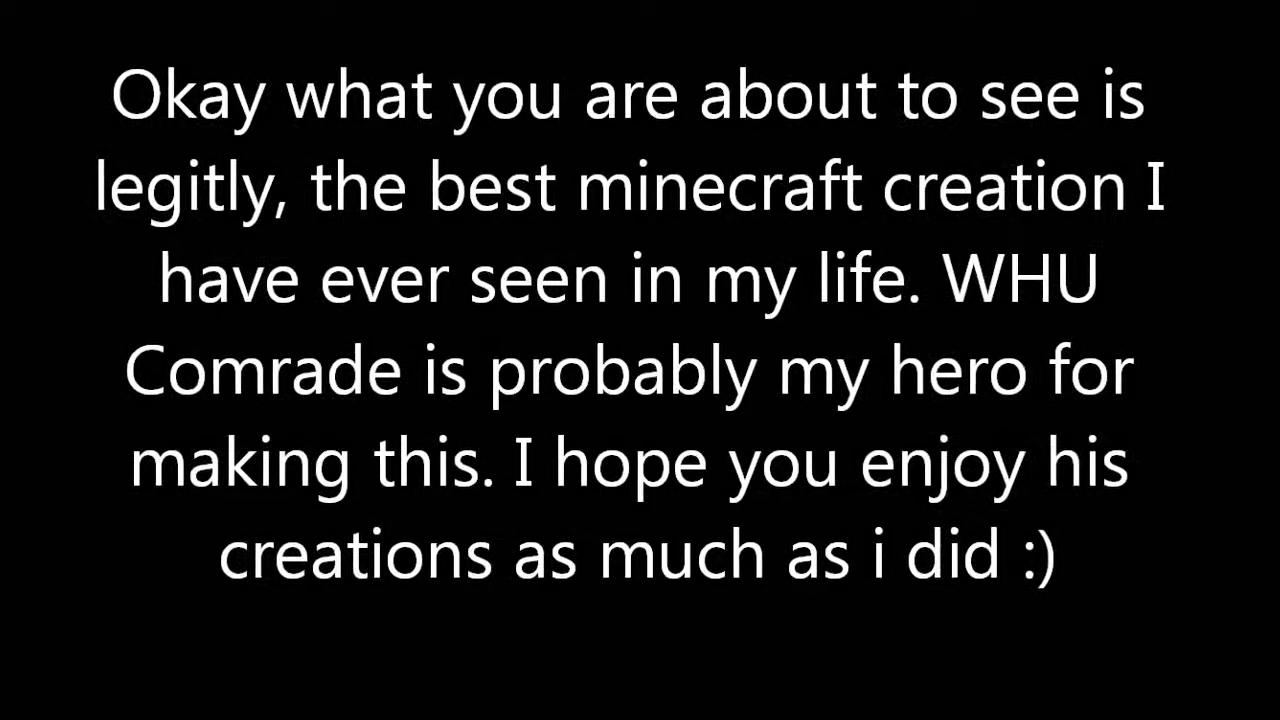 Okay what you are about to see is
legitly, the best minecraft creation I
have ever seen in my life. WHU
Comrade is probably my hero for
making this. I hope you enjoy his
creations as much as i did :)